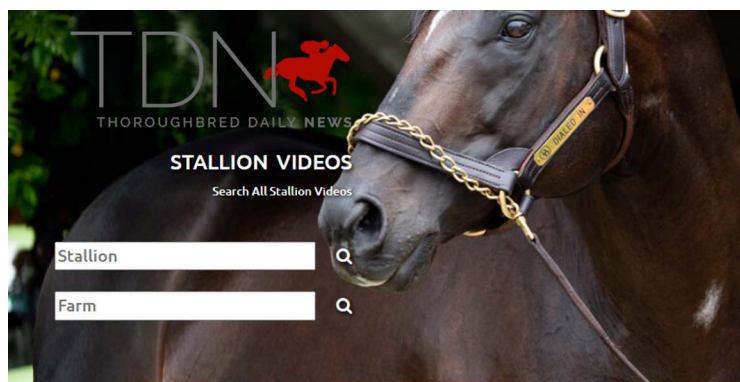 TDN
THOROUGHBRED DAILY NEWS
STALLION VIDEOS
Search All Stallion Videos
Stallion
Farm
DIALED IN